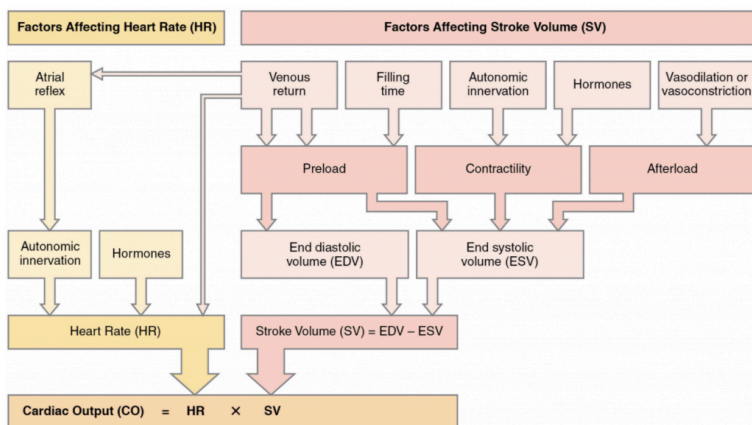 Factors Affecting Heart Rate (HR)
Factors Affecting Stroke Volume (SV)
Atrial
reflex
Venous
return
Filling
time
Autonomic
innervation
Hormones
Vasodilation or
vasoconstriction
Preload
Contractility
Afterload
Autonomic
innervation
Hormones
End diastolic
volume (EDV)
End systolic
volume (ESV)
Heart Rate (HR)
Stroke Volume (SV) = EDV – ESV
Cardiac Output (CO) = HR × SV